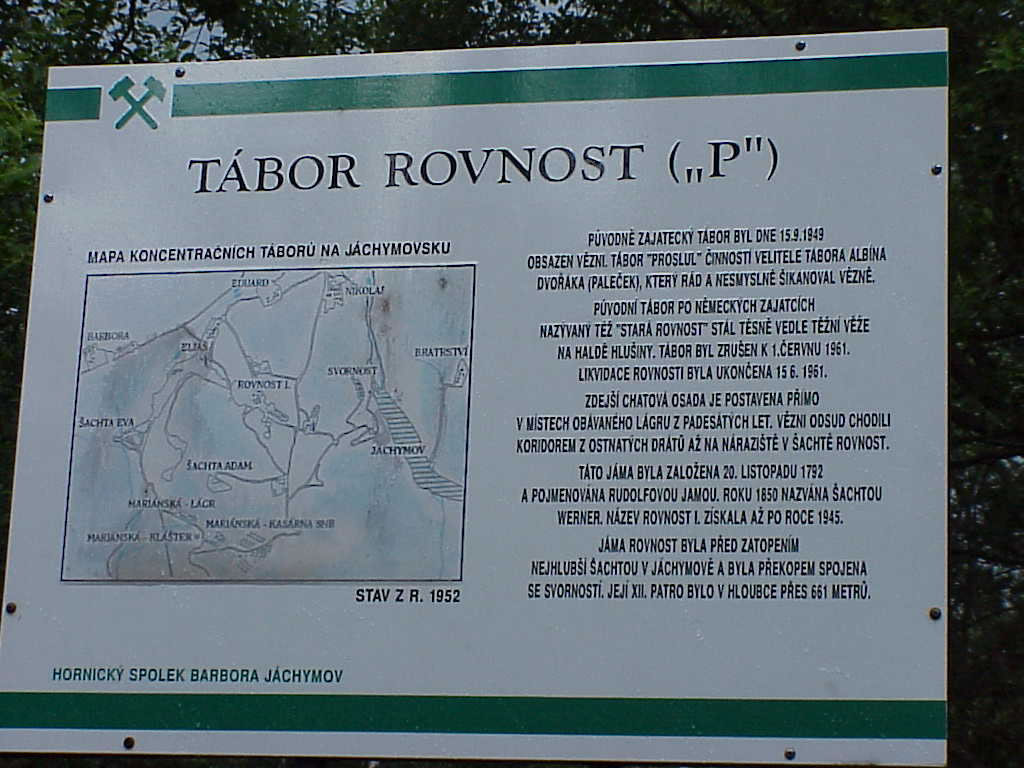 TÁBOR ROVNOST („P")
MAPA KONCENTRAČNÍCH TÁBORŮ NA JÁCHYMOVSKU
EDUARD
NIKOLAJ
BARBORA
ELIÁŠ
BRATRSTVÍ
SVORNOST
ROVNOST I.
ŠACHTA EVA
JÁCHYMOV
ŠACHTA ADAM
MARIÁNSKÁ - LÁGR
MARIÁNSKÁ - KASÁRNA SNB
MARIÁNSKÁ - KLÁŠTER
STAV Z R. 1952
PŮVODNĚ ZAJATECKÝ TÁBOR BYL DNE 15.9.1949
OBSAZEN VĚZNI. TÁBOR "PROSLUL" ČINNOSTÍ VELITELE TÁBORA ALBÍNA
DVOŘÁKA (PALEČEK), KTERÝ RÁD A NESMYSLNĚ ŠIKANOVAL VĚZNĚ.
PŮVODNÍ TÁBOR PO NĚMECKÝCH ZAJATCÍCH
NAZÝVANÝ TÉŽ "STARÁ ROVNOST" STÁL TĚSNĚ VEDLE TĚŽNÍ VĚŽE
NA HALDĚ HLUŠINY. TÁBOR BYL ZRUŠEN K 1.ČERVNU 1961.
LIKVIDACE ROVNOSTI BYLA UKONČENA 15 6. 1961.
ZDEJŠÍ CHATOVÁ OSADA JE POSTAVENA PŘÍMO
V MÍSTECH OBÁVANÉHO LÁGRU Z PADESÁTÝCH LET. VĚZNI ODSUD CHODILI
KORIDOREM Z OSTNATÝCH DRÁTŮ AŽ NA NÁRAZIŠTĚ V ŠACHTĚ ROVNOST.
TÁTO JÁMA BYLA ZALOŽENA 20. LISTOPADU 1792
A POJMENOVÁNA RUDOLFOVOU JAMOU. ROKU 1850 NAZVÁNA ŠACHTOU
WERNER. NÁZEV ROVNOST I. ZÍSKALA AŽ PO ROCE 1945.
JÁMA ROVNOST BYLA PŘED ZATOPENÍM
NEJHLUBŠÍ ŠACHTOU V JÁCHYMOVĚ A BYLA PŘEKOPEM SPOJENA
SE SVORNOSTÍ. JEJÍ XII. PATRO BYLO V HLOUBCE PŘES 661 METRŮ.
HORNICKÝ SPOLEK BARBORA JÁCHYMOV